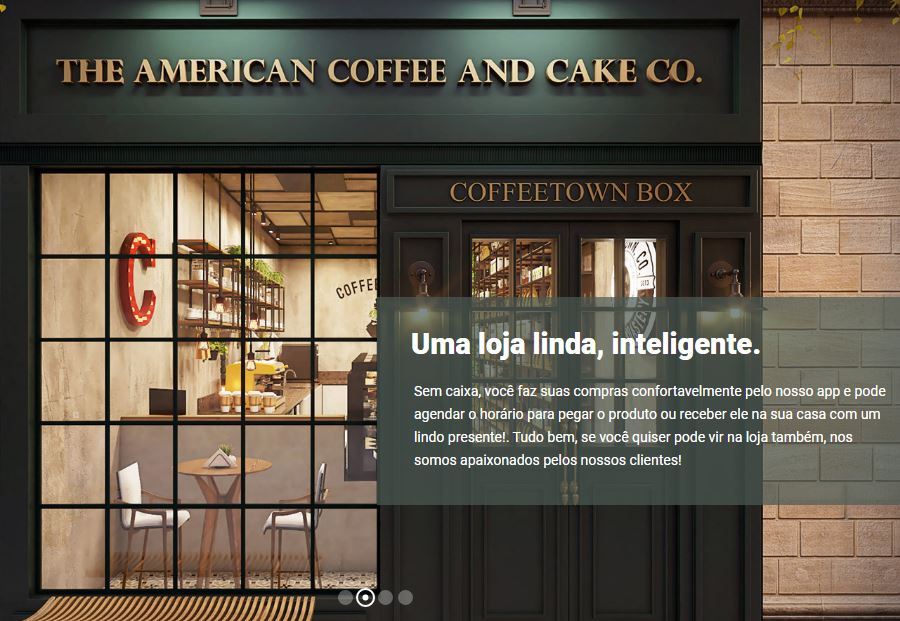 THE AMERICAN COFFEE AND CAKE CO.
COFFEETOWN BOX
C
Uma loja linda, inteligente.
Sem caixa, você faz suas compras confortavelmente pelo nosso app e pode
agendar o horário para pegar o produto ou receber ele na sua casa com um
lindo presente!. Tudo bem, se você quiser pode vir na loja também, nos
somos apaixonados pelos nossos clientes!